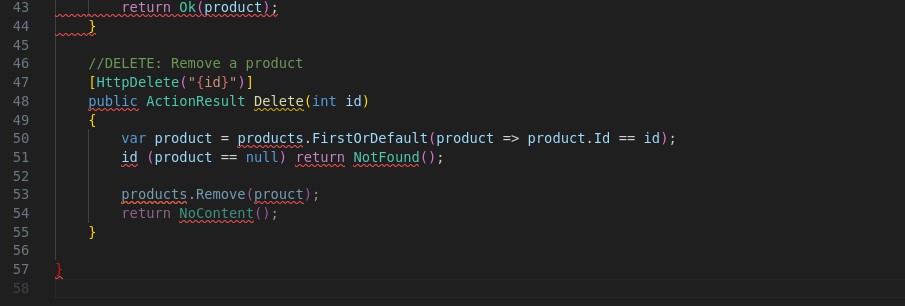 43 return Ok(product);
44 }
45
46 //DELETE: Remove a product
47 [HttpDelete("{id}")]
48 public ActionResult Delete(int id)
49 {
50 var product = products.FirstOrDefault(product => product.Id == id);
51 id (product == null) return NotFound();
52
53 products.Remove(prouct);
54 return NoContent();
55 }
56
57 }
58